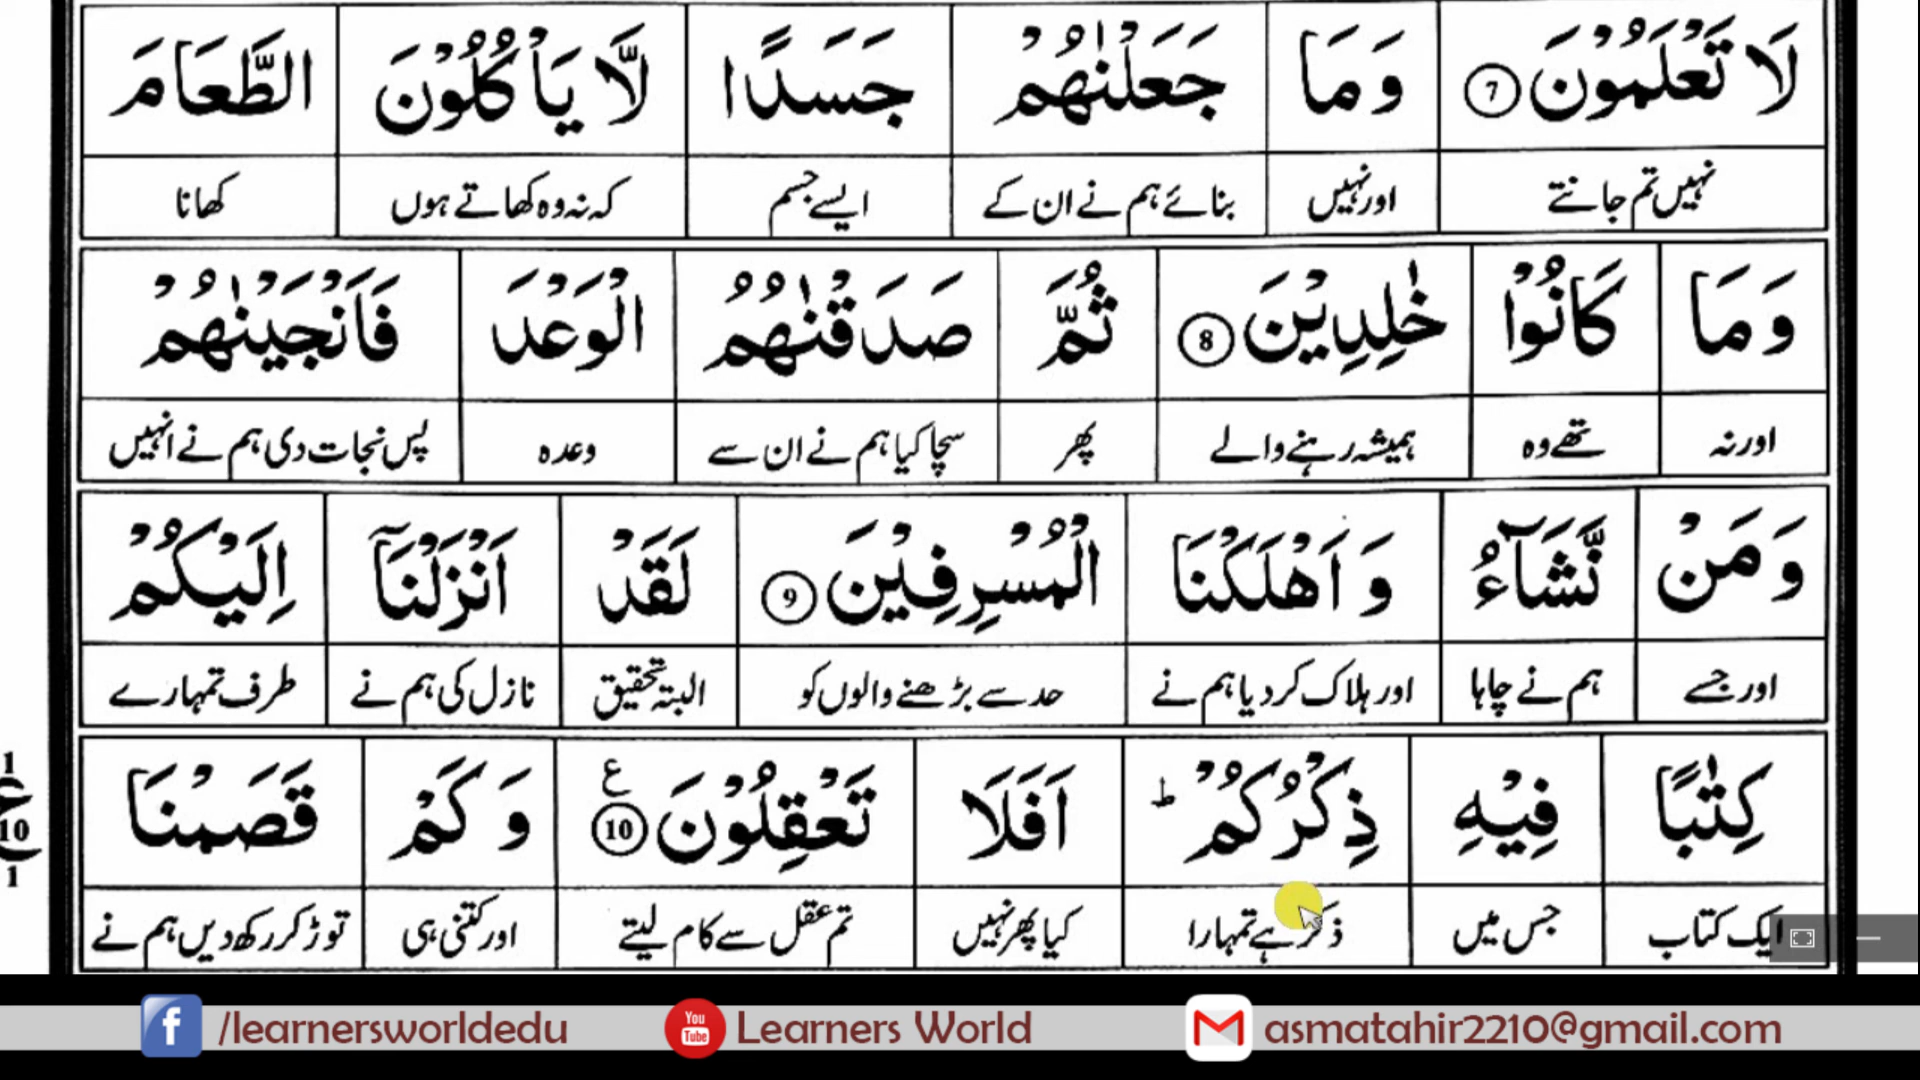 لَا تَعْلَمُوْنَ 7 وَ مَا جَعَلْنٰهُمْ جَسَدًا لَّا يَاْكُلُوْنَ الطَّعَامَ
نہیں تم جانتے اور نہیں بنائے ہم نے ان کے ایسے جسم کہ نہ وہ کھاتے ہوں کھانا
وَ مَا كَانُوْا خٰلِدِيْنَ 8 ثُمَّ صَدَقْنٰهُمُ الْوَعْدَ فَاَنْجَيْنٰهُمْ
اور نہ تھے وہ ہمیشہ رہنے والے پھر سچا کیا ہم نے ان سے وعدہ پس نجات دی ہم نے انہیں
وَ مَنْ نَّشَآءُ وَ اَهْلَكْنَا الْمُسْرِفِيْنَ 9 لَقَدْ اَنْزَلْنَآ اِلَيْكُمْ
اور جسے ہم نے چاہا اور ہلاک کر دیا ہم نے حد سے بڑھنے والوں کو البتہ تحقیق نازل کی ہم نے طرف تمہارے
كِتٰبًا فِيْهِ ذِكْرُكُمْ ؕ اَفَلَا تَعْقِلُوْنَ 10 ع وَ كَمْ قَصَمْنَا
ایک کتاب جس میں ذکر ہے تمہارا کیا پھر نہیں تم عقل سے کام لیتے اور کتنی ہی توڑ کر رکھ دیں ہم نے
1
ع
10
1
/learnersworldedu You Tube Learners World asmatahir2210@gmail.com